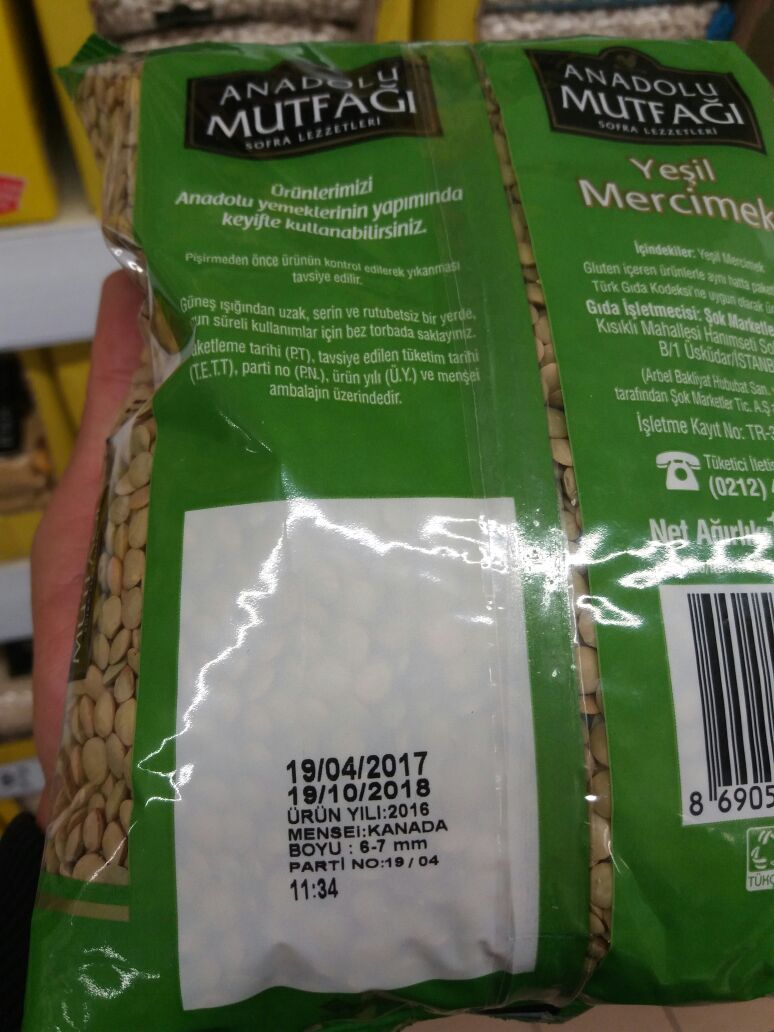 ANADOLU
MUTFAĞI
SOFRA LEZZETLERİ
Ürünlerimizi
Anadolu yemeklerinin yapımında
keyifle kullanabilirsiniz.
Pişirmeden önce ürünün kontrol edilerek yıkanması
tavsiye edilir.
Güneş ışığından uzak, serin ve rutubetsiz bir yerde,
süreli kullanımlar için bez torbada saklayınız.
tarihi (P.T), tavsiye edilen tüketim tarihi
(T.E.T.T), parti no (P.N.), ürün yılı (Ü.Y.) ve menşei
ambalajın üzerindedir.
19/04/2017
19/10/2018
ÜRÜN YILI:2016
MENSEI:KANADA
BOYU : 6-7 mm
PARTİ NO:19 / 04
11:34
ANADOLU
MUTFAĞI
SOFRA LEZZETLERİ
Yeşil
Mercimek
İçindekiler: Yeşil Mercimek
Gluten içeren ürünlerle aynı hatta
Türk Gıda Kodeksi'ne uygun olarak
Gıda İşletmecisi: Şok
Kısıklı Mahallesi Hanımseti
B/1 Üsküdar/İSTANB
(Arbel Bakliyat Hububat San.
tarafından Şok Marketler Tic. A.Ş.
İşletme Kayıt No: TR-
Tüketici
(0212)
Net Ağırlık
8 6905